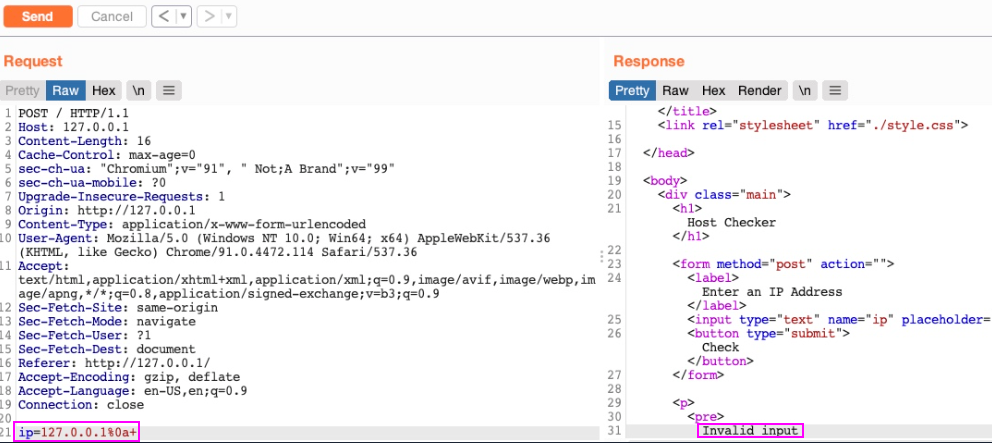 Send Cancel < ▼ > ▼
Request
Pretty Raw Hex \n ≡
1 POST / HTTP/1.1
2 Host: 127.0.0.1
3 Content-Length: 16
4 Cache-Control: max-age=0
5 sec-ch-ua: "Chromium";v="91", " Not;A Brand";v="99"
6 sec-ch-ua-mobile: ?0
7 Upgrade-Insecure-Requests: 1
8 Origin: http://127.0.0.1
9 Content-Type: application/x-www-form-urlencoded
10 User-Agent: Mozilla/5.0 (Windows NT 10.0; Win64; x64) AppleWebKit/537.36
(KHTML, like Gecko) Chrome/91.0.4472.114 Safari/537.36
11 Accept:
text/html,application/xhtml+xml,application/xml;q=0.9,image/avif,image/webp,im
age/apng,*/*;q=0.8,application/signed-exchange;v=b3;q=0.9
12 Sec-Fetch-Site: same-origin
13 Sec-Fetch-Mode: navigate
14 Sec-Fetch-User: ?1
15 Sec-Fetch-Dest: document
16 Referer: http://127.0.0.1/
17 Accept-Encoding: gzip, deflate
18 Accept-Language: en-US,en;q=0.9
19 Connection: close
20
21 ip=127.0.0.1%0a+
Response
Pretty Raw Hex Render \n ≡
</title>
15 <link rel="stylesheet" href="./style.css">
16
17 </head>
18
19 <body>
20 <div class="main">
21 <h1>
Host Checker
</h1>
22
23 <form method="post" action="">
24 <label>
Enter an IP Address
</label>
25 <input type="text" name="ip" placeholder=
26 <button type="submit">
Check
</button>
27 </form>
28
29 <p>
30 <pre>
31 Invalid input